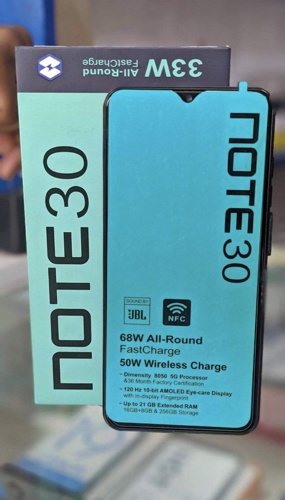 33W All-Round
FastCharge
NOTE 30
NOTE 30
SOUND BY
JBL
NFC
68W All-Round
FastCharge
50W Wireless Charge
- Dimensity 8050 5G Processor
&36 Month Factory Certification
- 120 Hz 10-bit AMOLED Eye-care Display
with In-display Fingerprint
- Up to 21 GB Extended RAM
16GB+ & 256GB Storage